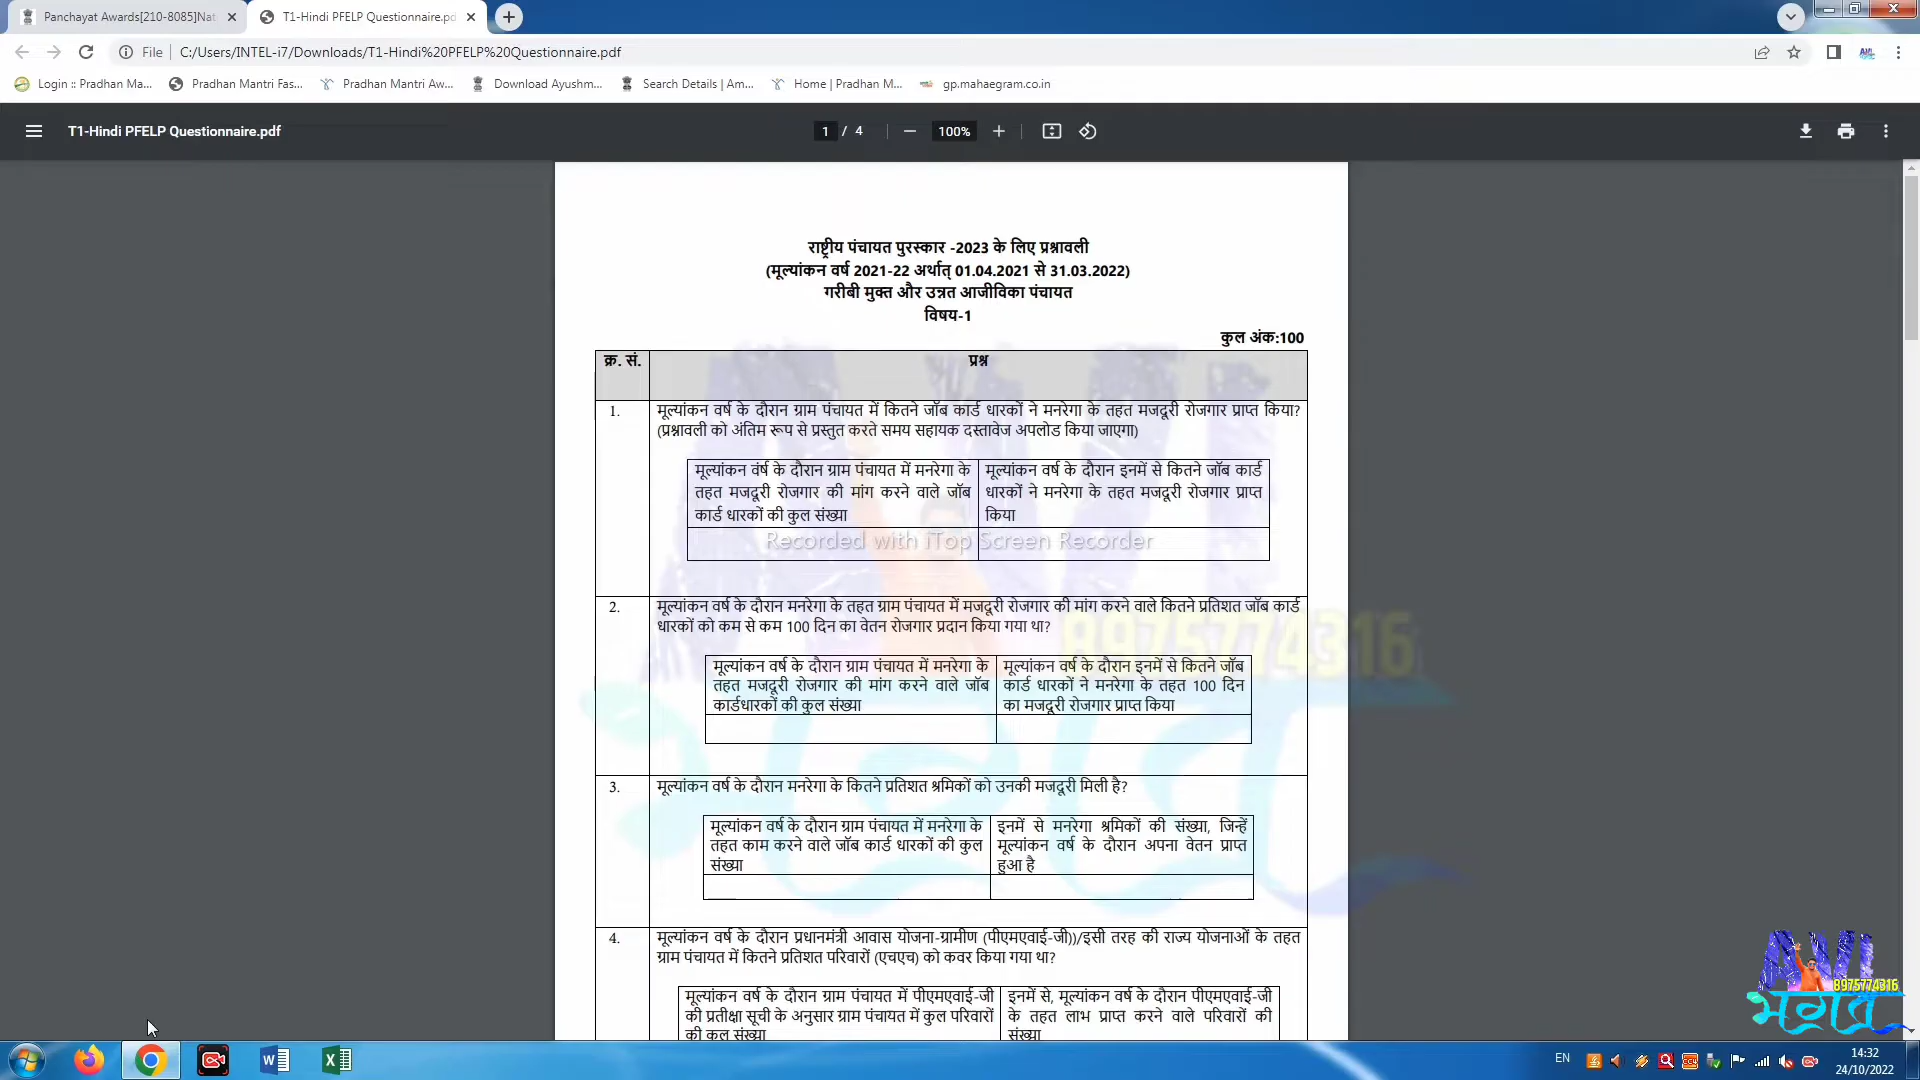 Panchayat Awards[210-8085]Nat
T1-Hindi PFELP Questionnaire.pd
File
C:/Users/INTEL-i7/Downloads/T1-Hindi%20PFELP%20Questionnaire.pdf
Login :: Pradhan Ma...
Pradhan Mantri Fas...
Pradhan Mantri Aw...
Download Ayushm...
Search Details | Am...
Home | Pradhan M...
gp.mahaegram.co.in
T1-Hindi PFELP Questionnaire.pdf
1 / 4
100%
राष्ट्रीय पंचायत पुरस्कार -2023 के लिए प्रश्नावली
(मूल्यांकन वर्ष 2021-22 अर्थात् 01.04.2021 से 31.03.2022)
गरीबी मुक्त और उन्नत आजीविका पंचायत
विषय-1
कुल अंक:100
क्र. सं. प्रश्न
1. मूल्यांकन वर्ष के दौरान ग्राम पंचायत में कितने जॉब कार्ड धारकों ने मनरेगा के तहत मजदूरी रोजगार प्राप्त किया?
(प्रश्नावली को अंतिम रूप से प्रस्तुत करते समय सहायक दस्तावेज अपलोड किया जाएगा)
मूल्यांकन वर्ष के दौरान ग्राम पंचायत में मनरेगा के
तहत मजदूरी रोजगार की मांग करने वाले जॉब
कार्ड धारकों की कुल संख्या
मूल्यांकन वर्ष के दौरान इनमें से कितने जॉब कार्ड
धारकों ने मनरेगा के तहत मजदूरी रोजगार प्राप्त
किया
Recorded with iTop Screen Recorder
2. मूल्यांकन वर्ष के दौरान मनरेगा के तहत ग्राम पंचायत में मजदूरी रोजगार की मांग करने वाले कितने प्रतिशत जॉब कार्ड
धारकों को कम से कम 100 दिन का वेतन रोजगार प्रदान किया गया था?
8975774316
मूल्यांकन वर्ष के दौरान ग्राम पंचायत में मनरेगा के
तहत मजदूरी रोजगार की मांग करने वाले जॉब
कार्डधारकों की कुल संख्या
मूल्यांकन वर्ष के दौरान इनमें से कितने जॉब
कार्ड धारकों ने मनरेगा के तहत 100 दिन
का मजदूरी रोजगार प्राप्त किया
3. मूल्यांकन वर्ष के दौरान मनरेगा के कितने प्रतिशत श्रमिकों को उनकी मजदूरी मिली है?
मूल्यांकन वर्ष के दौरान ग्राम पंचायत में मनरेगा के
तहत काम करने वाले जॉब कार्ड धारकों की कुल
संख्या
इनमें से मनरेगा श्रमिकों की संख्या, जिन्हें
मूल्यांकन वर्ष के दौरान अपना वेतन प्राप्त
हुआ है
4. मूल्यांकन वर्ष के दौरान प्रधानमंत्री आवास योजना-ग्रामीण (पीएमएवाई-जी))/इसी तरह की राज्य योजनाओं के तहत
ग्राम पंचायत में कितने प्रतिशत परिवारों (एचएच) को कवर किया गया था?
मूल्यांकन वर्ष के दौरान ग्राम पंचायत में पीएमएवाई-जी
की प्रतीक्षा सूची के अनुसार ग्राम पंचायत में कुल परिवारों
की कुल संख्या
इनमें से, मूल्यांकन वर्ष के दौरान पीएमएवाई-जी
के तहत लाभ प्राप्त करने वाले परिवारों की
संख्या
AVI
8975774316
भगत
EN
14:32
24/10/2022